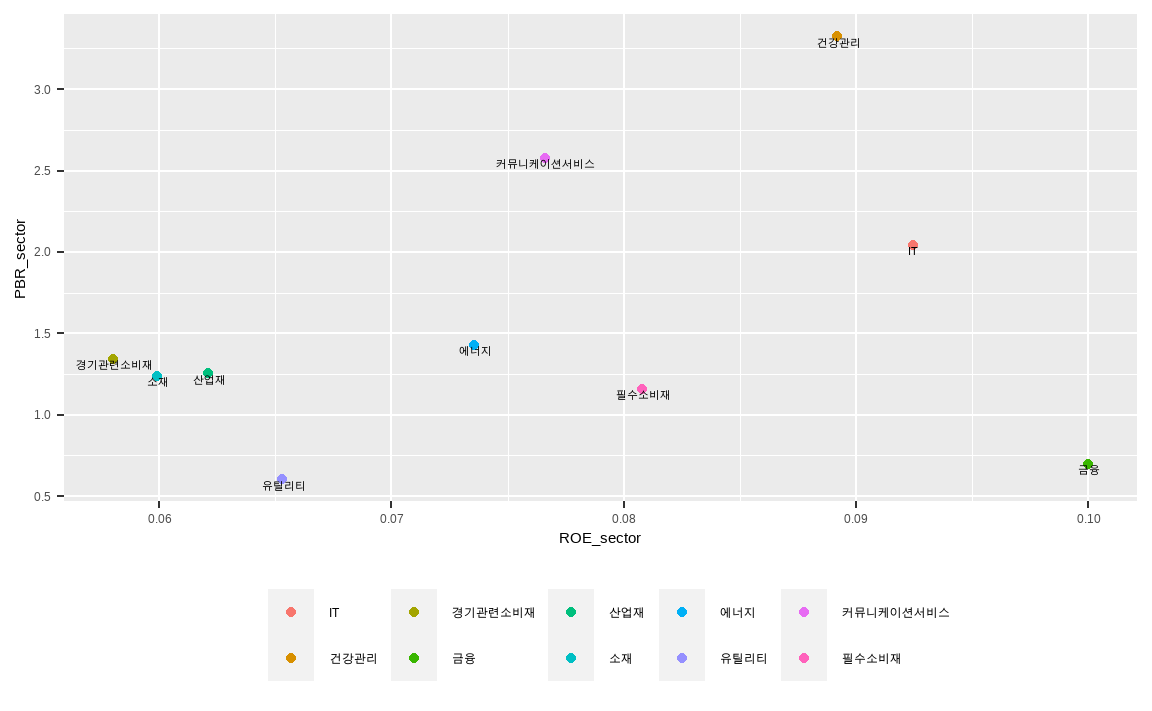 건강관리
3.0
커뮤니케이션서비스
2.5
IT
2.0
PBR_sector
1.5
에너지
경기관련소비재
소재
산업재
필수소비재
1.0
금융
유틸리티
0.5
0.06 0.07 0.08 0.09 0.10
ROE_sector
IT 경기관련소비재 산업재 에너지 커뮤니케이션서비스
건강관리 금융 소재 유틸리티 필수소비재